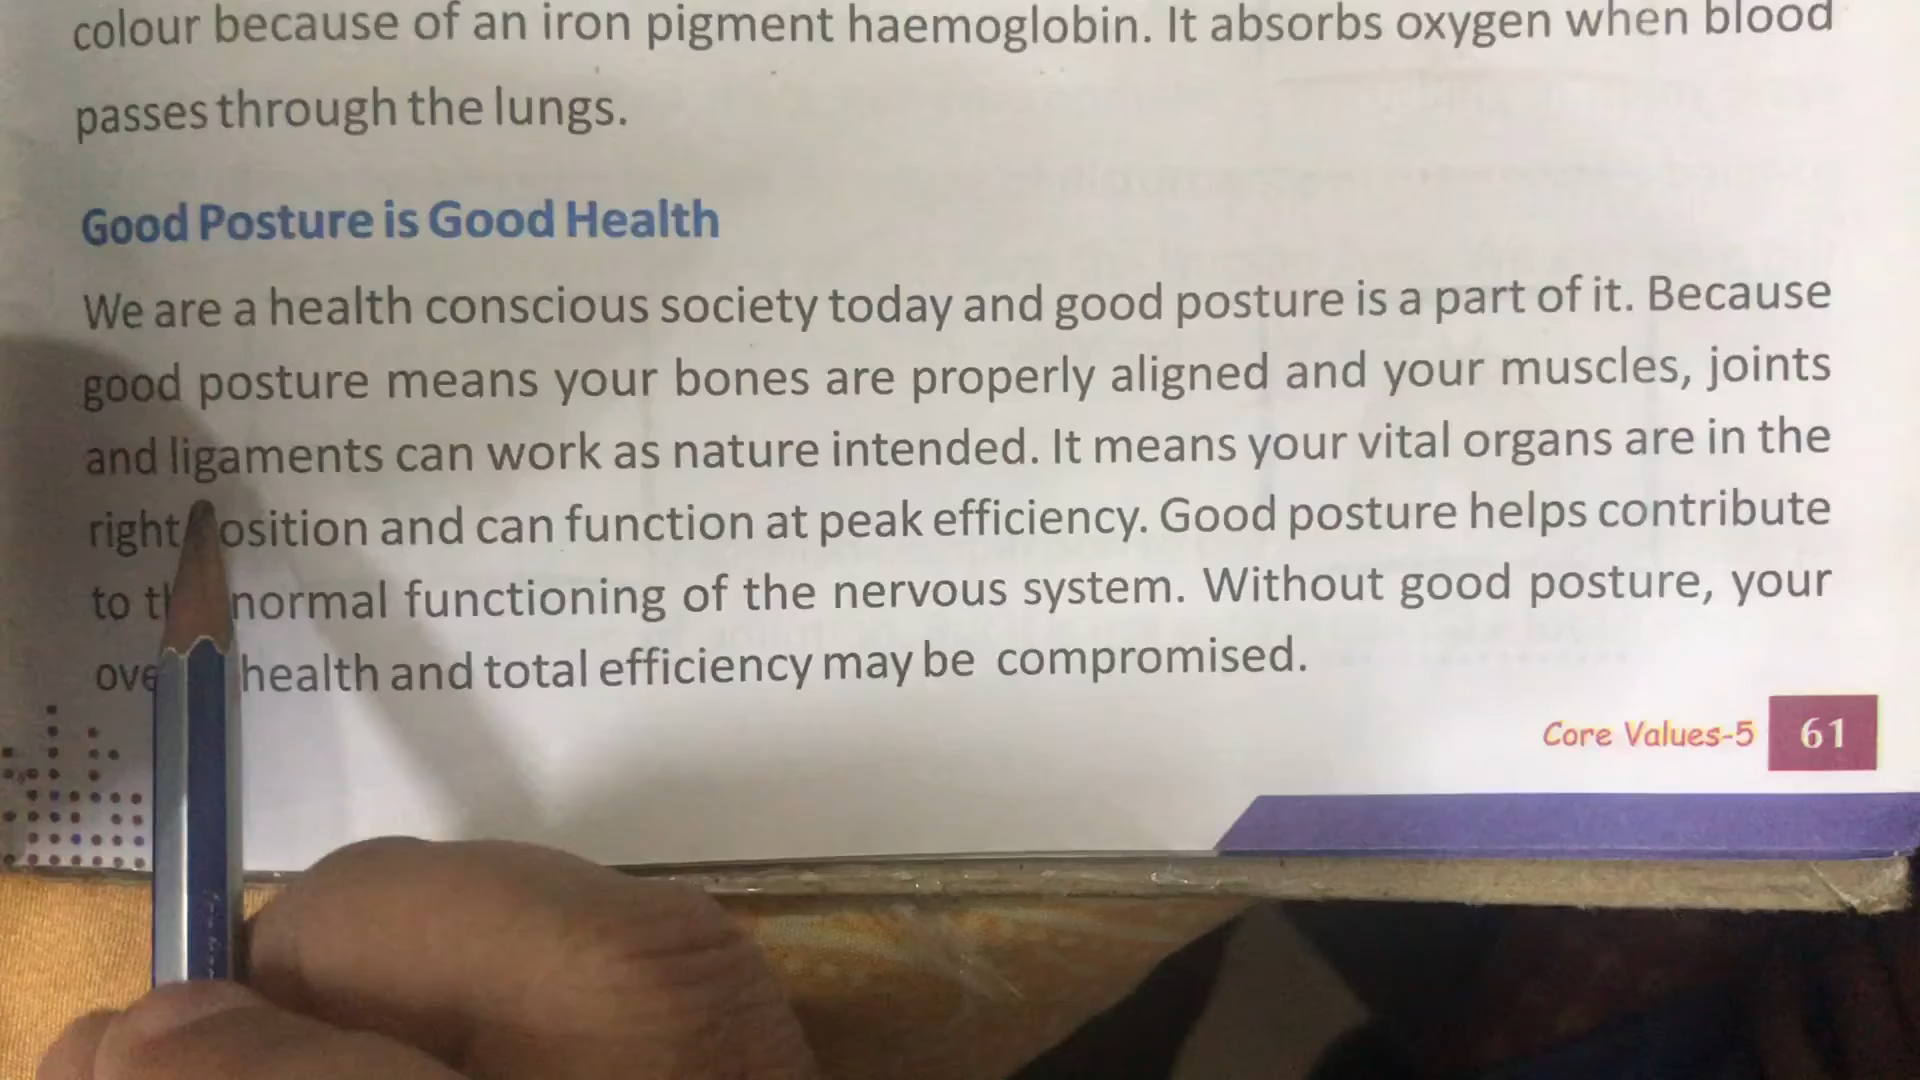 colour because of an iron pigment haemoglobin. It absorbs oxygen when blood
passes through the lungs.
Good Posture is Good Health
We are a health conscious society today and good posture is a part of it. Because
good posture means your bones are properly aligned and your muscles, joints
and ligaments can work as nature intended. It means your vital organs are in the
right osition and can function at peak efficiency. Good posture helps contribute
to normal functioning of the nervous system. Without good posture, your
health and total efficiency may be compromised.
Core Values-5 61